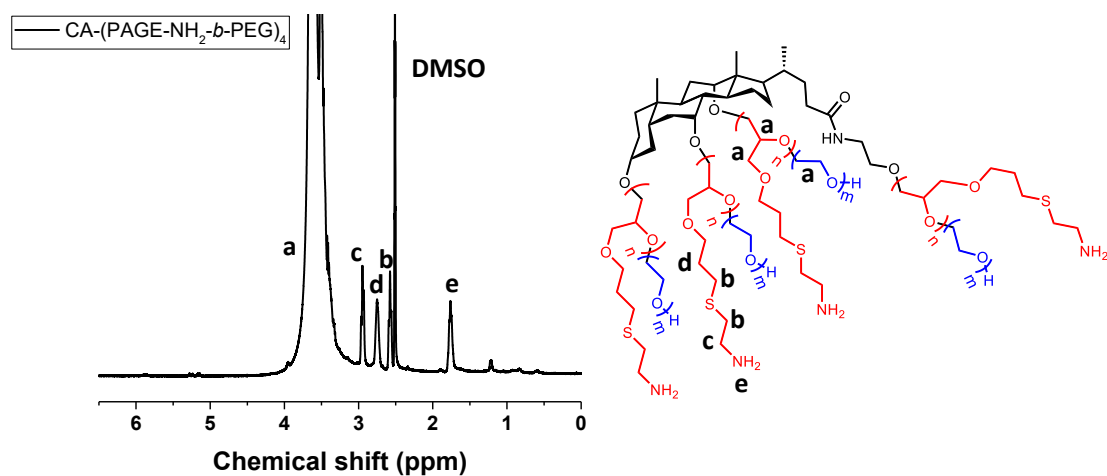 CA-(PAGE-NH₂-b-PEG)₄
DMSO
a
c
d
b
e
6
5
4
3
2
1
0
Chemical shift (ppm)
O
HN
O
O
O
n
O
H
m
S
NH₂
O
a
a
O
n
O
a
O
H
m
S
NH₂
O
O
n
O
H
m
O
d
b
S
b
c
NH₂
e
O
O
n
O
H
m
O
S
NH₂